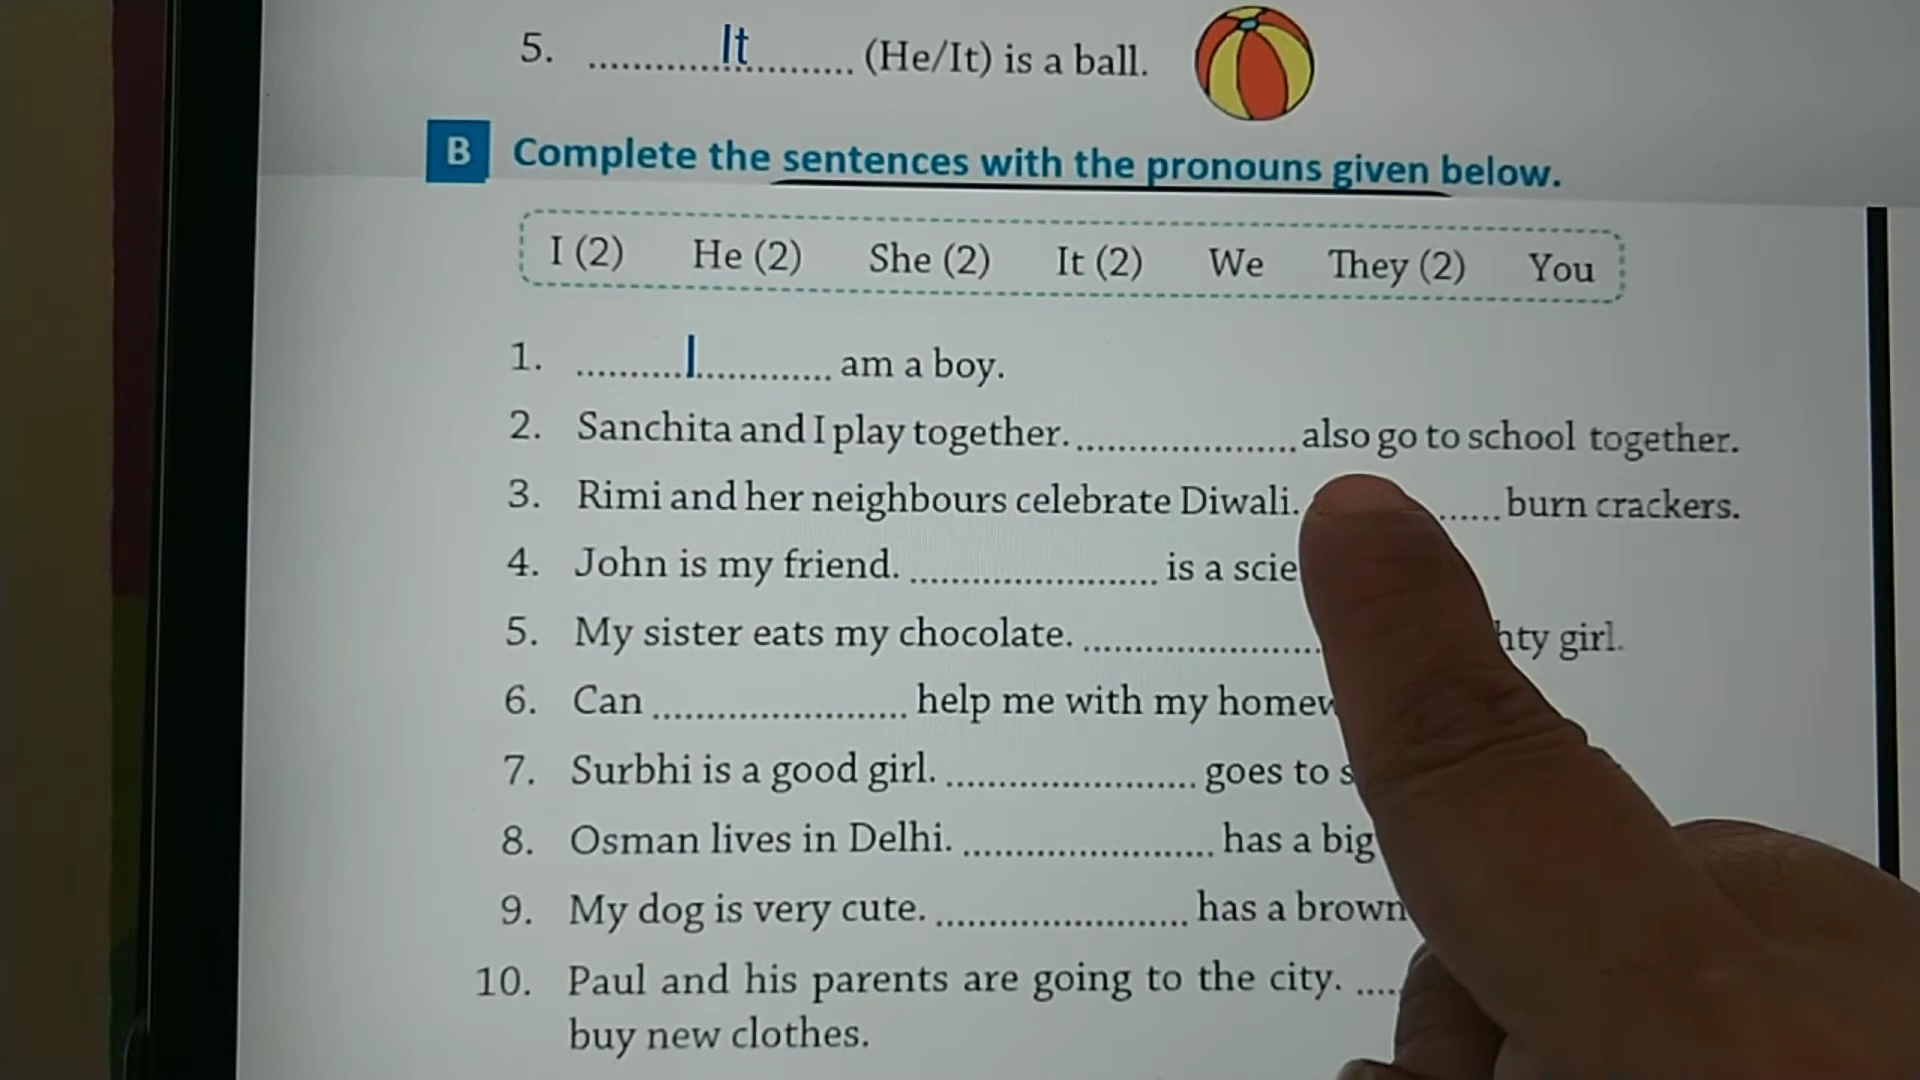 5. ..........It.......... (He/It) is a ball.
B Complete the sentences with the pronouns given below.
I (2) He (2) She (2) It (2) We They (2) You
1. ..........I............. am a boy.
2. Sanchita and I play together. ..................... also go to school together.
3. Rimi and her neighbours celebrate Diwali. ...... burn crackers.
4. John is my friend. ........................ is a
5. My sister eats my chocolate. ....................... girl.
6. Can ........................ help me with my
7. Surbhi is a good girl. ........................ goes to
8. Osman lives in Delhi. ........................ has a big
9. My dog is very cute. ........................ has a brown
10. Paul and his parents are going to the city. ....
buy new clothes.